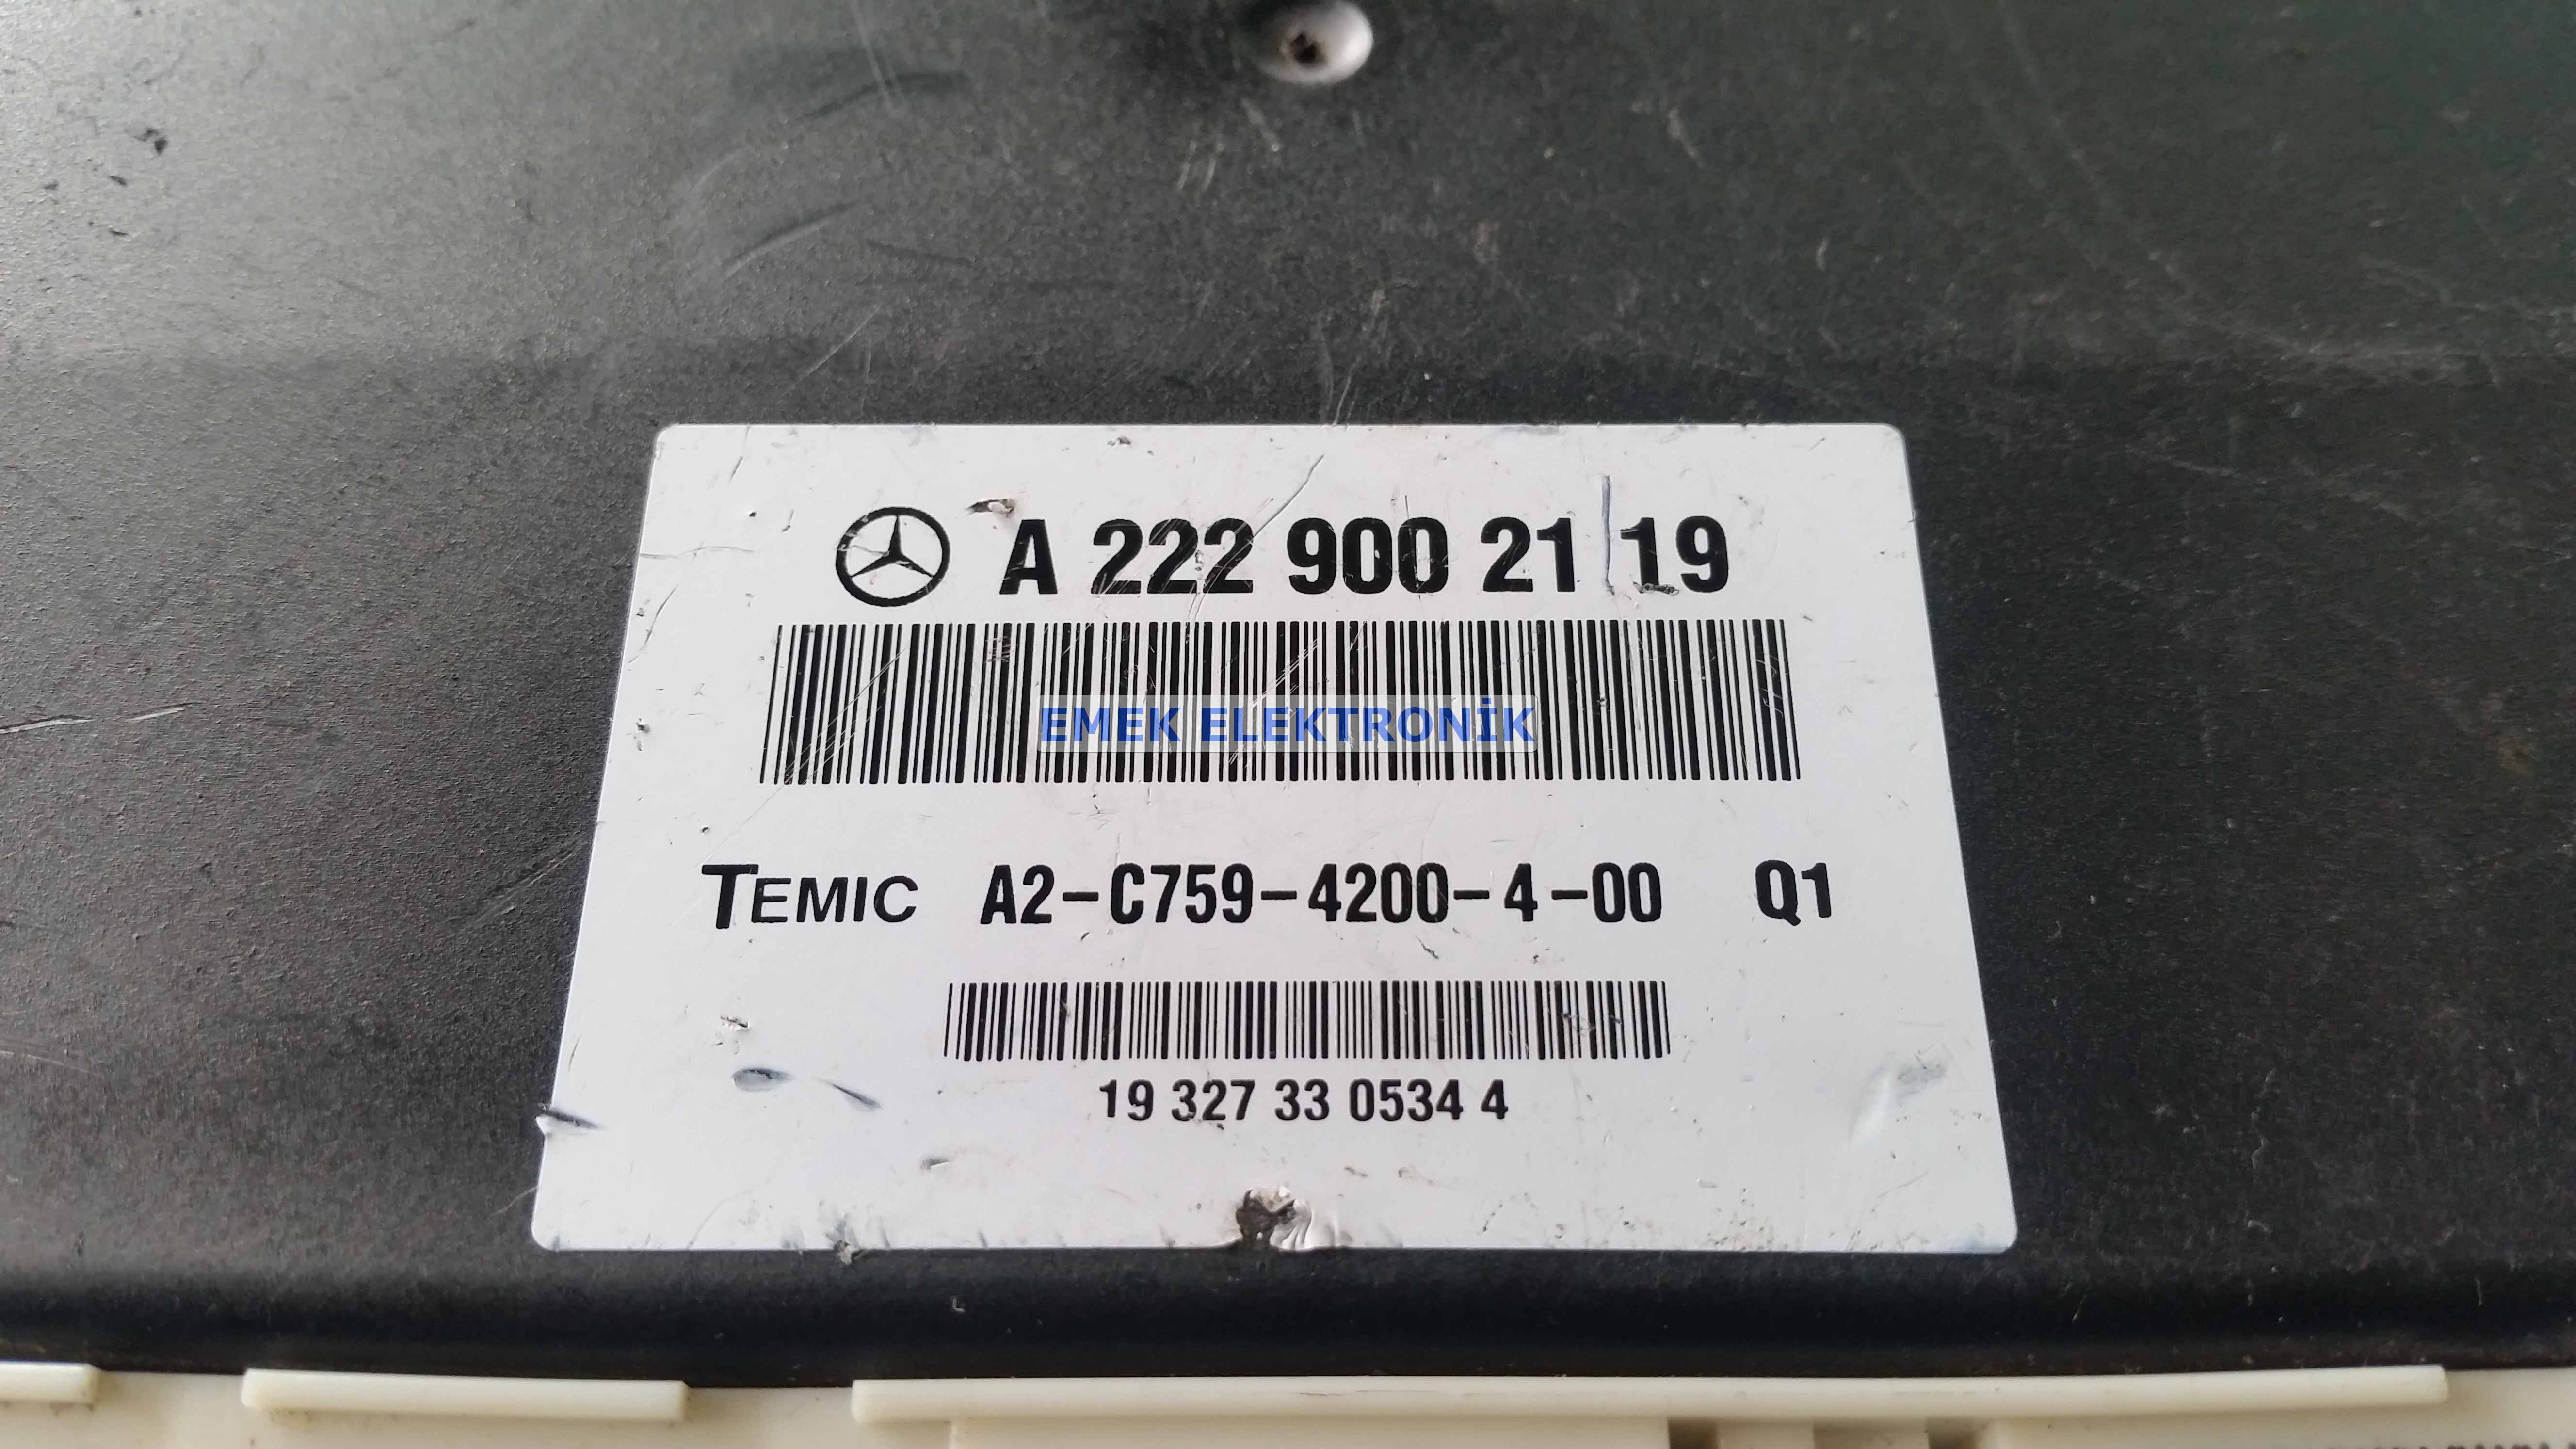 A 222 900 21 19
EMEK ELEKTRONİK
TEMIC A2-C759-4200-4-00 Q1
19 327 33 0534 4